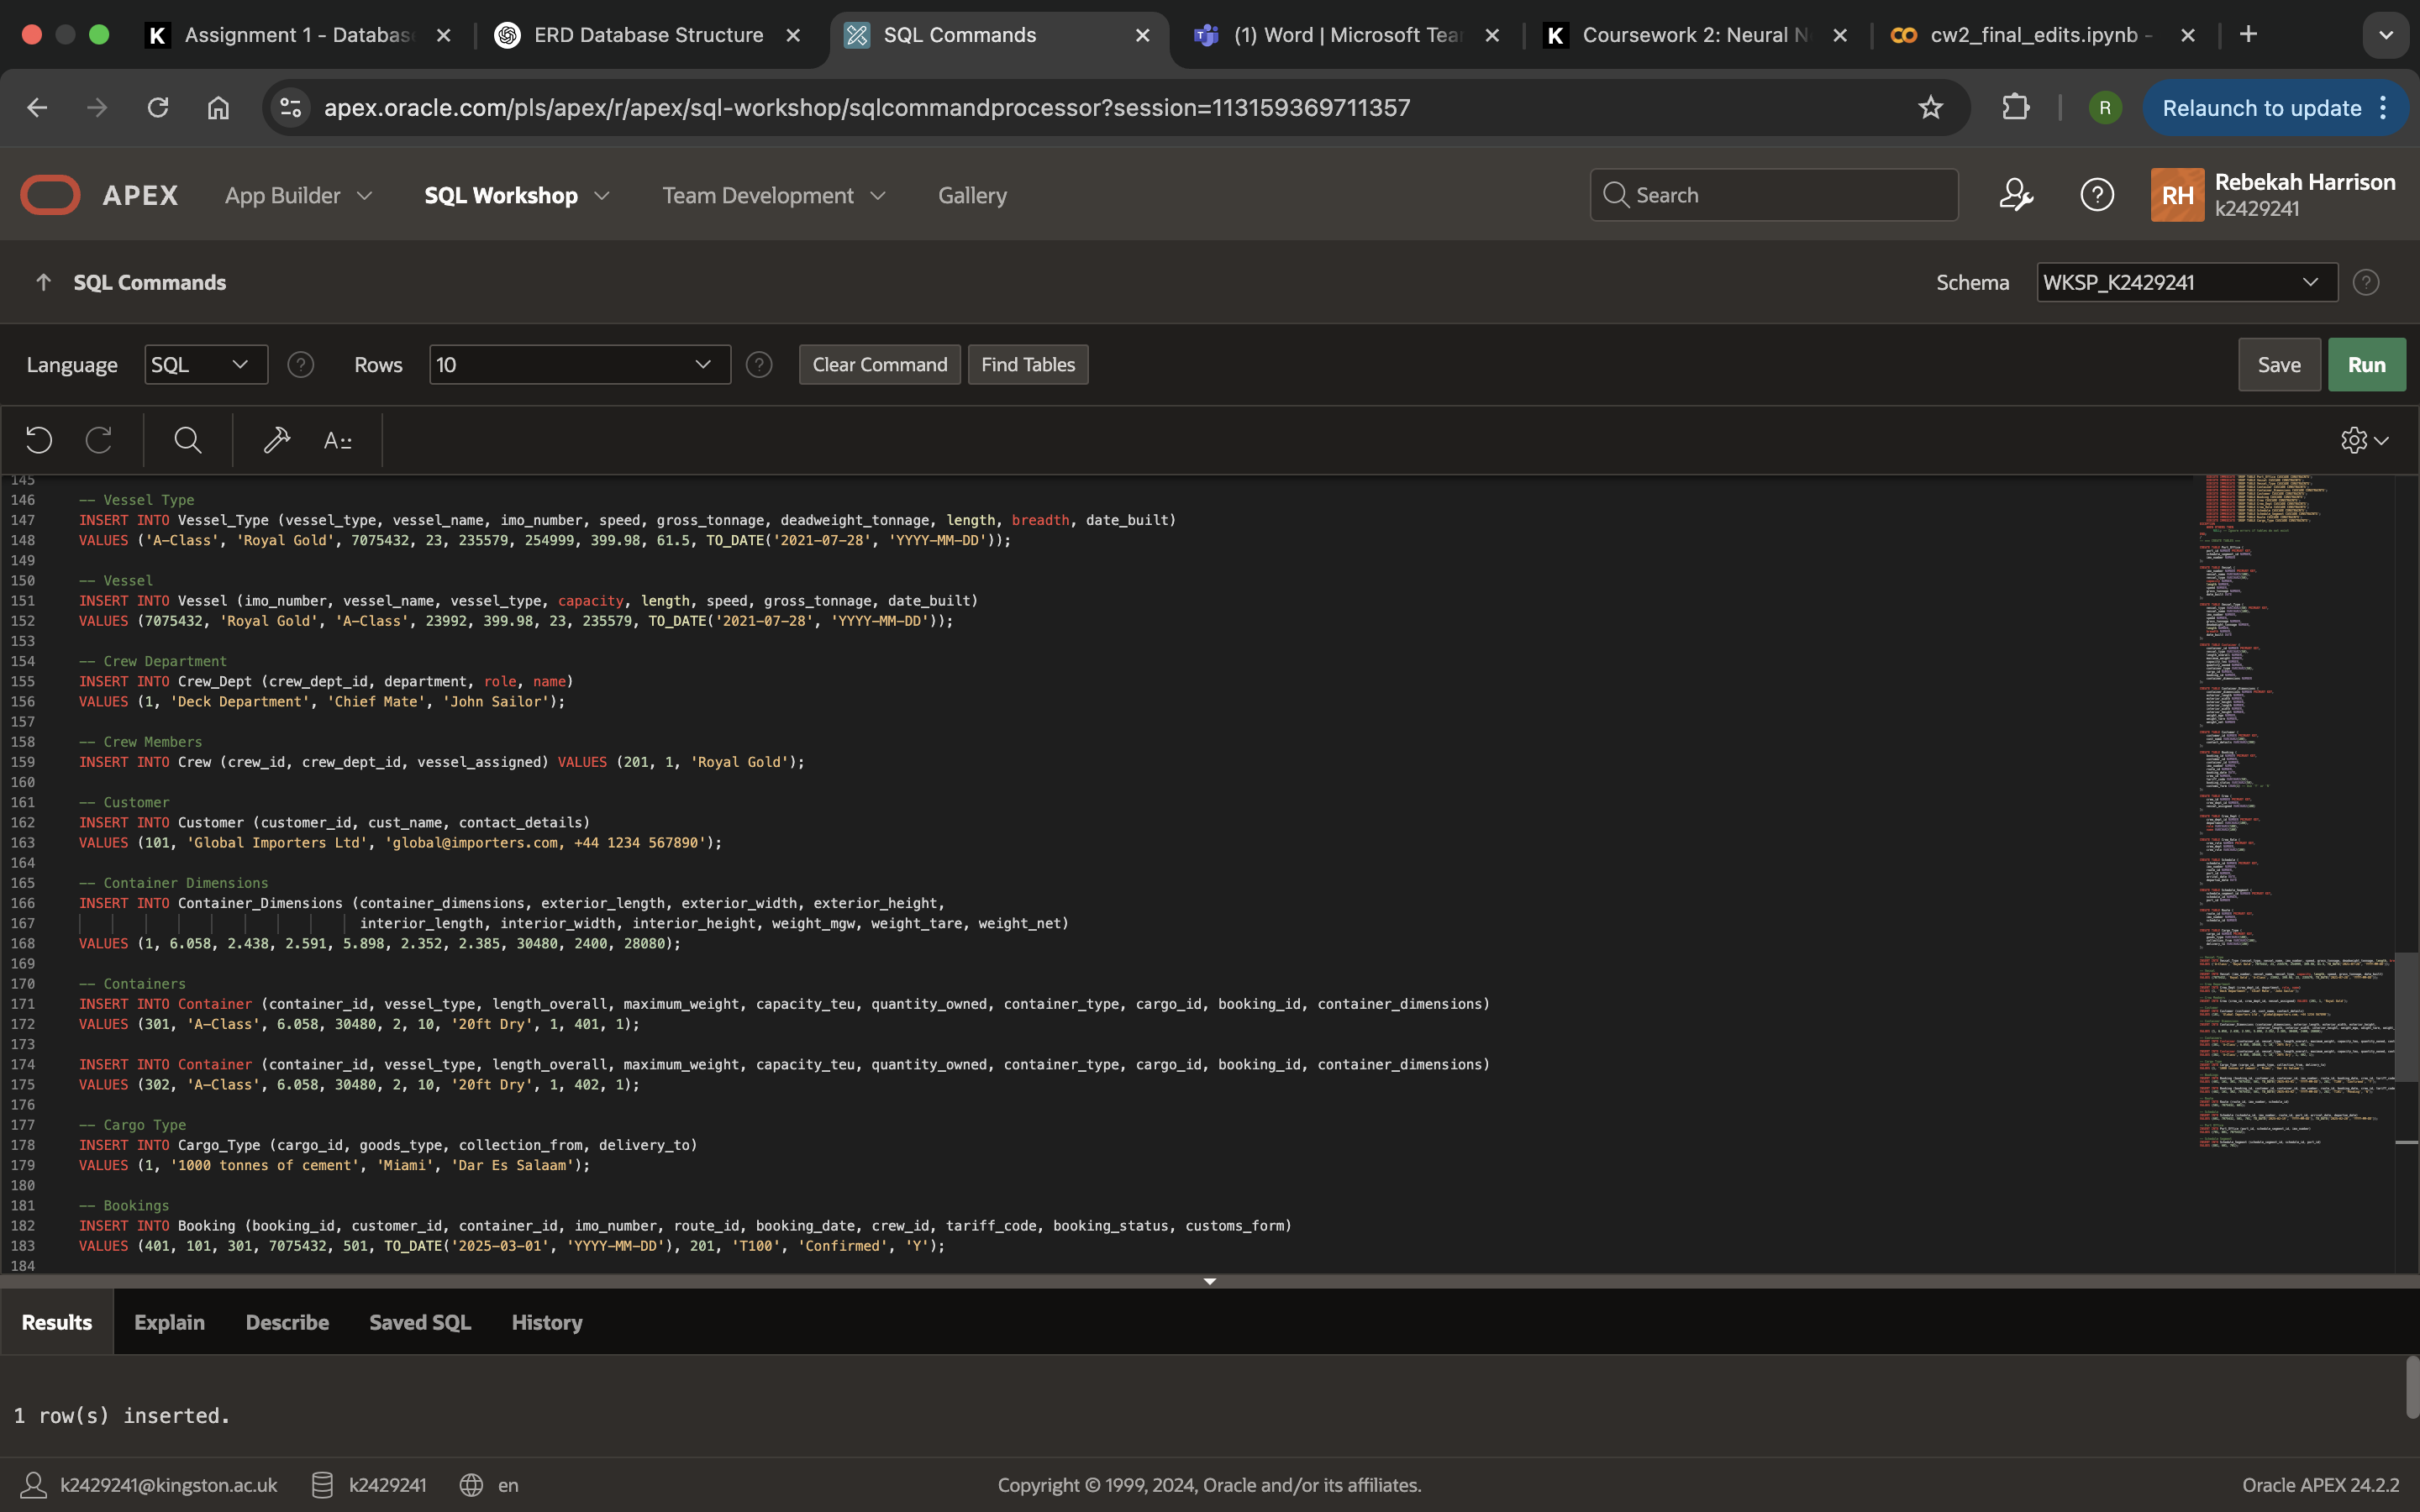 Assignment 1 - Databas
ERD Database Structure
SQL Commands
(1) Word | Microsoft Tea
Coursework 2: Neural N
cw2_final_edits.ipynb -
apex.oracle.com/pls/apex/r/apex/sql-workshop/sqlcommandprocessor?session=113159369711357
R
Relaunch to update
APEX
App Builder
SQL Workshop
Team Development
Gallery
Search
RH
Rebekah Harrison
k2429241
SQL Commands
Schema
WKSP_K2429241
Language
SQL
Rows
10
Clear Command
Find Tables
Save
Run
145
146 -- Vessel Type
147 INSERT INTO Vessel_Type (vessel_type, vessel_name, imo_number, speed, gross_tonnage, deadweight_tonnage, length, breadth, date_built)
148 VALUES ('A-Class', 'Royal Gold', 7075432, 23, 235579, 254999, 399.98, 61.5, TO_DATE('2021-07-28', 'YYYY-MM-DD'));
149
150 -- Vessel
151 INSERT INTO Vessel (imo_number, vessel_name, vessel_type, capacity, length, speed, gross_tonnage, date_built)
152 VALUES (7075432, 'Royal Gold', 'A-Class', 23992, 399.98, 23, 235579, TO_DATE('2021-07-28', 'YYYY-MM-DD'));
153
154 -- Crew Department
155 INSERT INTO Crew_Dept (crew_dept_id, department, role, name)
156 VALUES (1, 'Deck Department', 'Chief Mate', 'John Sailor');
157
158 -- Crew Members
159 INSERT INTO Crew (crew_id, crew_dept_id, vessel_assigned) VALUES (201, 1, 'Royal Gold');
160
161 -- Customer
162 INSERT INTO Customer (customer_id, cust_name, contact_details)
163 VALUES (101, 'Global Importers Ltd', 'global@importers.com, +44 1234 567890');
164
165 -- Container Dimensions
166 INSERT INTO Container_Dimensions (container_dimensions, exterior_length, exterior_width, exterior_height,
167 interior_length, interior_width, interior_height, weight_mgw, weight_tare, weight_net)
168 VALUES (1, 6.058, 2.438, 2.591, 5.898, 2.352, 2.385, 30480, 2400, 28080);
169
170 -- Containers
171 INSERT INTO Container (container_id, vessel_type, length_overall, maximum_weight, capacity_teu, quantity_owned, container_type, cargo_id, booking_id, container_dimensions)
172 VALUES (301, 'A-Class', 6.058, 30480, 2, 10, '20ft Dry', 1, 401, 1);
173
174 INSERT INTO Container (container_id, vessel_type, length_overall, maximum_weight, capacity_teu, quantity_owned, container_type, cargo_id, booking_id, container_dimensions)
175 VALUES (302, 'A-Class', 6.058, 30480, 2, 10, '20ft Dry', 1, 402, 1);
176
177 -- Cargo Type
178 INSERT INTO Cargo_Type (cargo_id, goods_type, collection_from, delivery_to)
179 VALUES (1, '1000 tonnes of cement', 'Miami', 'Dar Es Salaam');
180
181 -- Bookings
182 INSERT INTO Booking (booking_id, customer_id, container_id, imo_number, route_id, booking_date, crew_id, tariff_code, booking_status, customs_form)
183 VALUES (401, 101, 301, 7075432, 501, TO_DATE('2025-03-01', 'YYYY-MM-DD'), 201, 'T100', 'Confirmed', 'Y');
184
Results
Explain
Describe
Saved SQL
History
1 row(s) inserted.
k2429241@kingston.ac.uk
k2429241
en
Copyright © 1999, 2024, Oracle and/or its affiliates.
Oracle APEX 24.2.2